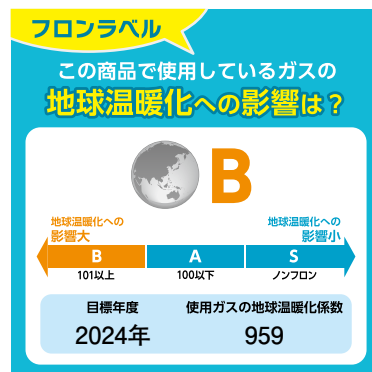 フロンラベル
この商品で使用しているガスの
地球温暖化への影響は？
B
地球温暖化への
影響大
地球温暖化への
影響小
B A S
101以上 100以下 ノンフロン
目標年度 使用ガスの地球温暖化係数
2024年 959